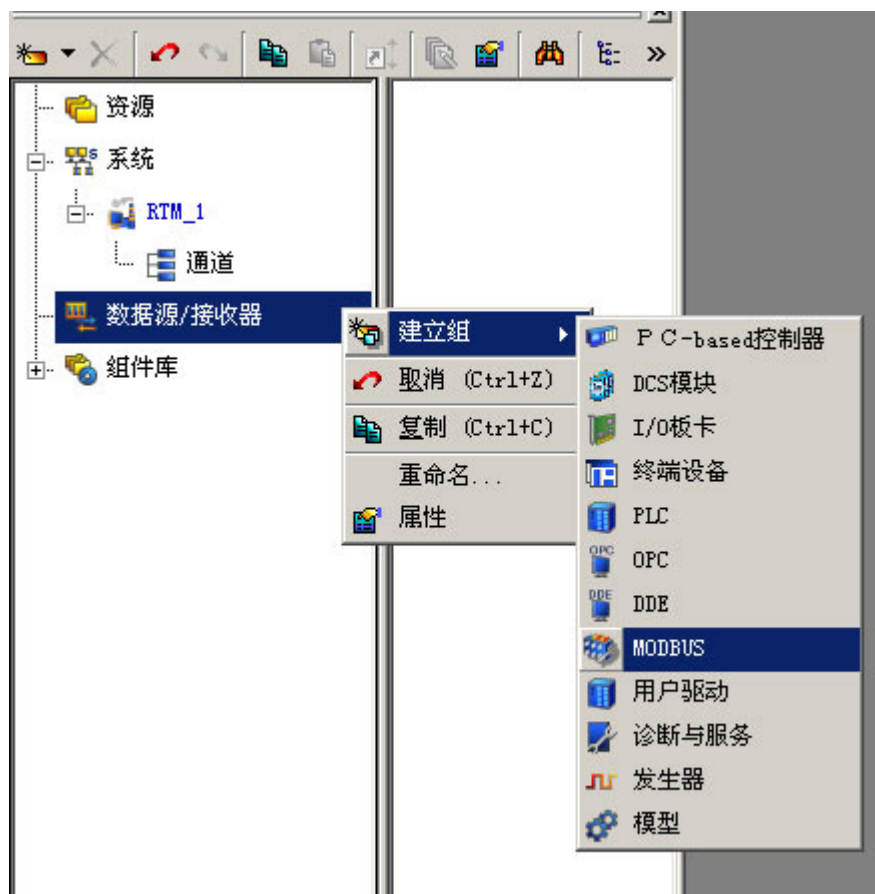 资源
系统
RTM_1
通道
数据源/接收器
组件库
建立组
取消 (Ctrl+Z)
复制 (Ctrl+C)
重命名...
属性
PC-based控制器
DCS模块
I/O板卡
终端设备
PLC
OPC
OPC
DDE
DDE
MODBUS
用户驱动
诊断与服务
发生器
模型